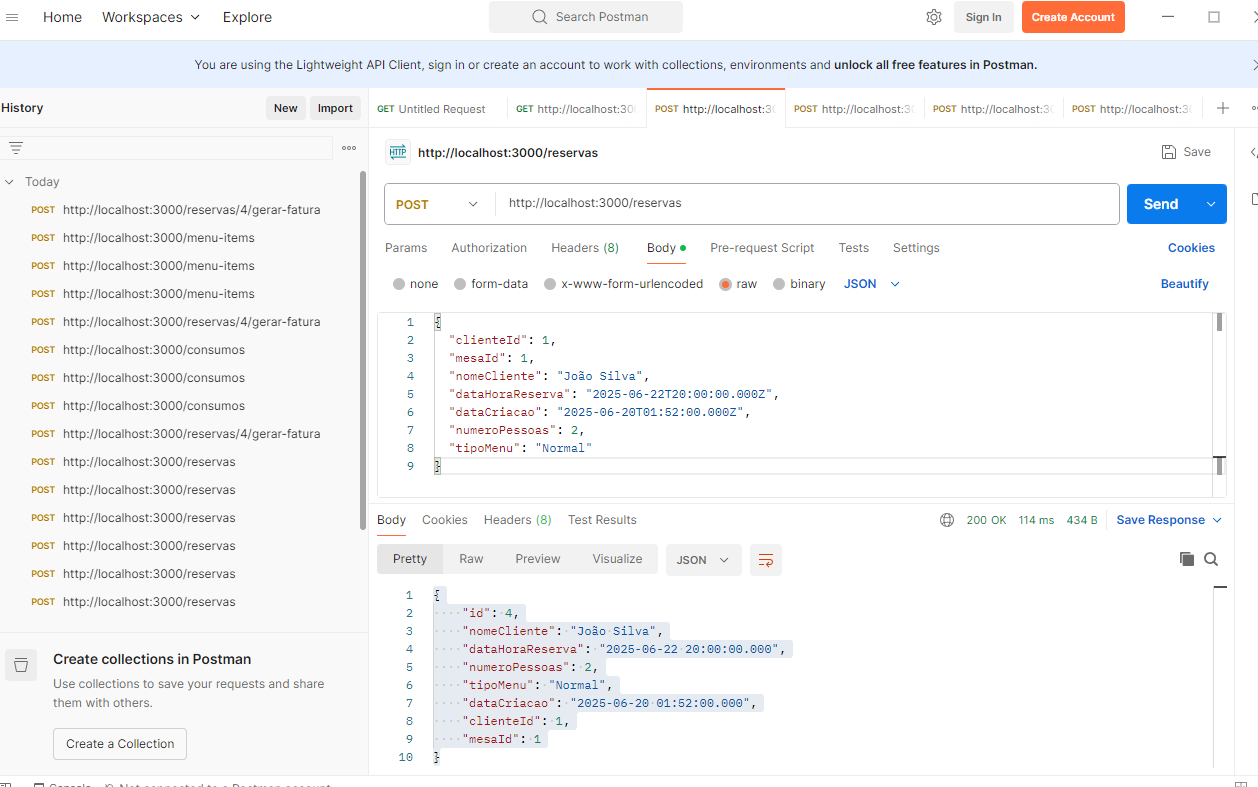 Home Workspaces Explore Search Postman Sign In Create Account
You are using the Lightweight API Client, sign in or create an account to work with collections, environments and unlock all free features in Postman.
History New Import
Today
POST http://localhost:3000/reservas/4/gerar-fatura
POST http://localhost:3000/menu-items
POST http://localhost:3000/menu-items
POST http://localhost:3000/menu-items
POST http://localhost:3000/reservas/4/gerar-fatura
POST http://localhost:3000/consumos
POST http://localhost:3000/consumos
POST http://localhost:3000/consumos
POST http://localhost:3000/reservas/4/gerar-fatura
POST http://localhost:3000/reservas
POST http://localhost:3000/reservas
POST http://localhost:3000/reservas
POST http://localhost:3000/reservas
POST http://localhost:3000/reservas
POST http://localhost:3000/reservas
Create collections in Postman
Use collections to save your requests and share
them with others.
Create a Collection
GET Untitled Request GET http://localhost:30 POST http://localhost:30 POST http://localhost:30 POST http://localhost:30 POST http://localhost:30
HTTP http://localhost:3000/reservas Save
POST http://localhost:3000/reservas Send
Params Authorization Headers (8) Body Pre-request Script Tests Settings Cookies
none form-data x-www-form-urlencoded raw binary JSON Beautify
1 {
2 "clienteId": 1,
3 "mesaId": 1,
4 "nomeCliente": "João Silva",
5 "dataHoraReserva": "2025-06-22T20:00:00.000Z",
6 "dataCriacao": "2025-06-20T01:52:00.000Z",
7 "numeroPessoas": 2,
8 "tipoMenu": "Normal"
9 }
Body Cookies Headers (8) Test Results 200 OK 114 ms 434 B Save Response
Pretty Raw Preview Visualize JSON
1 {
2 "id": 4,
3 "nomeCliente": "João Silva",
4 "dataHoraReserva": "2025-06-22 20:00:00.000",
5 "numeroPessoas": 2,
6 "tipoMenu": "Normal",
7 "dataCriacao": "2025-06-20 01:52:00.000",
8 "clienteId": 1,
9 "mesaId": 1
10 }
Console Not connected to a Postman account